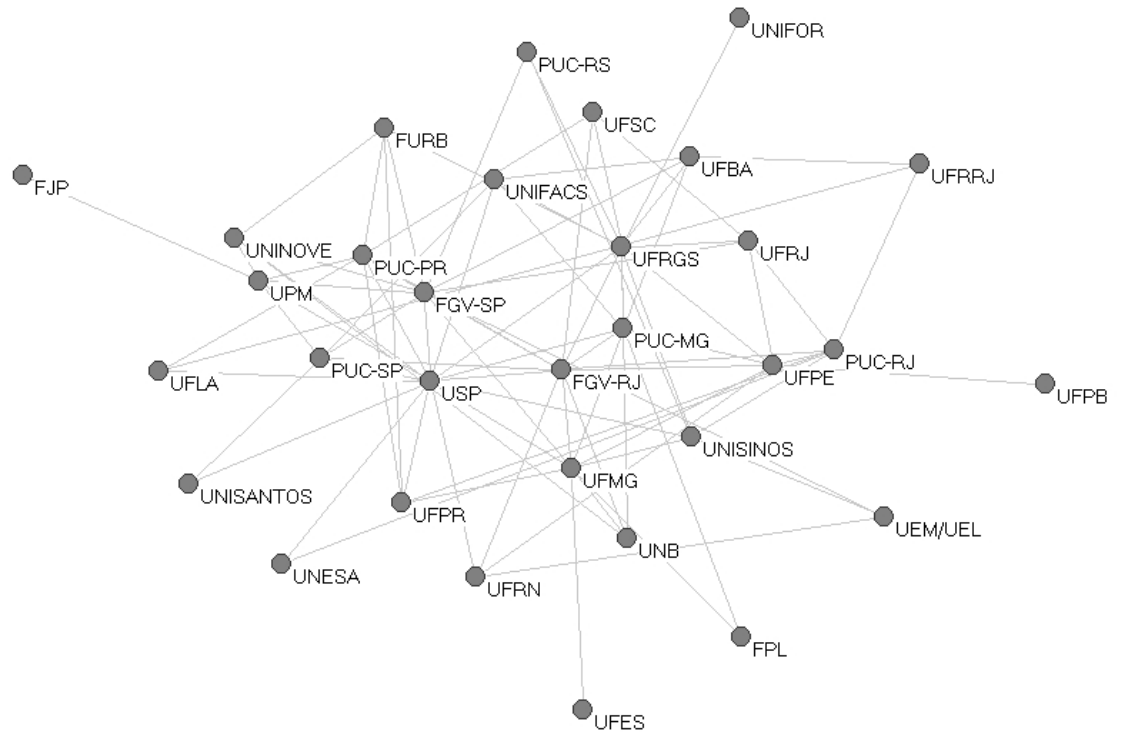 UNIFOR
PUC-RS
UFSC
FURB
UFBA
UFRRJ
FJP
UNIFACS
UNINOVE
PUC-PR
UFRGS
UFRJ
UPM
FGV-SP
PUC-MG
PUC-RJ
PUC-SP
UFLA
USP
FGV-RJ
UFPE
UFPB
UNISINOS
UFMG
UNISANTOS
UFPR
UEM/UEL
UNB
UNESA
UFRN
FPL
UFES